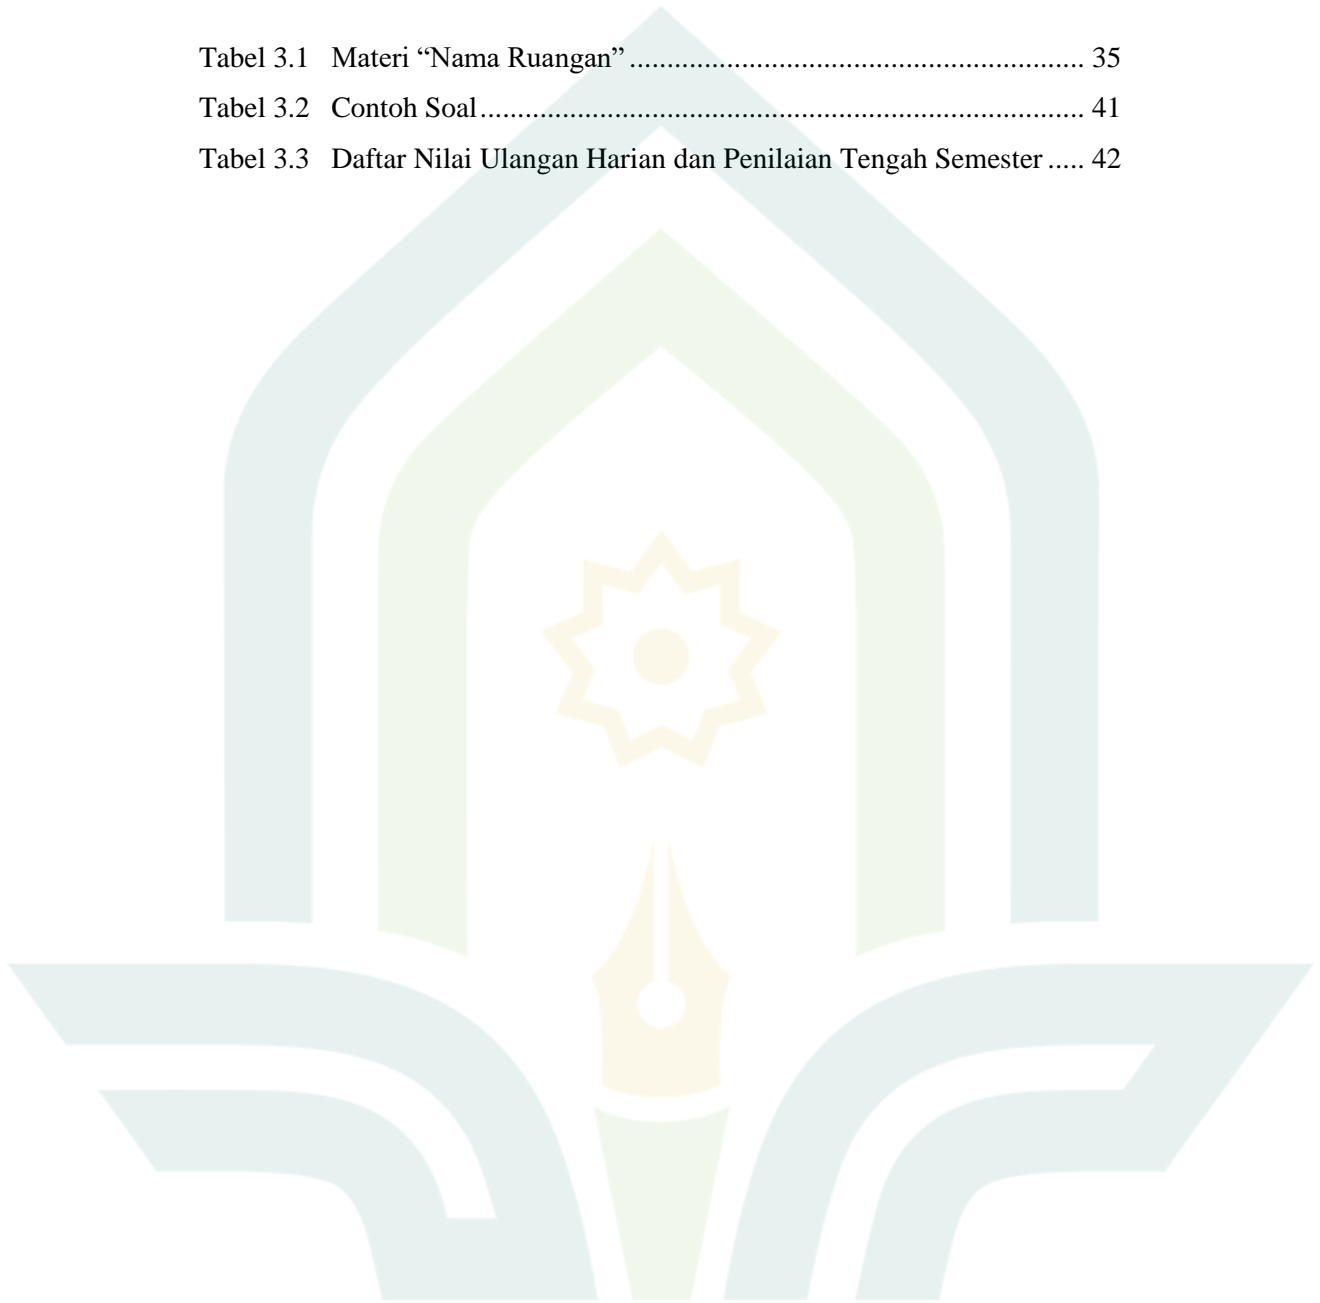 Tabel 3.1 Materi “Nama Ruangan” ............................................................. 35
Tabel 3.2 Contoh Soal ................................................................................. 41
Tabel 3.3 Daftar Nilai Ulangan Harian dan Penilaian Tengah Semester ..... 42